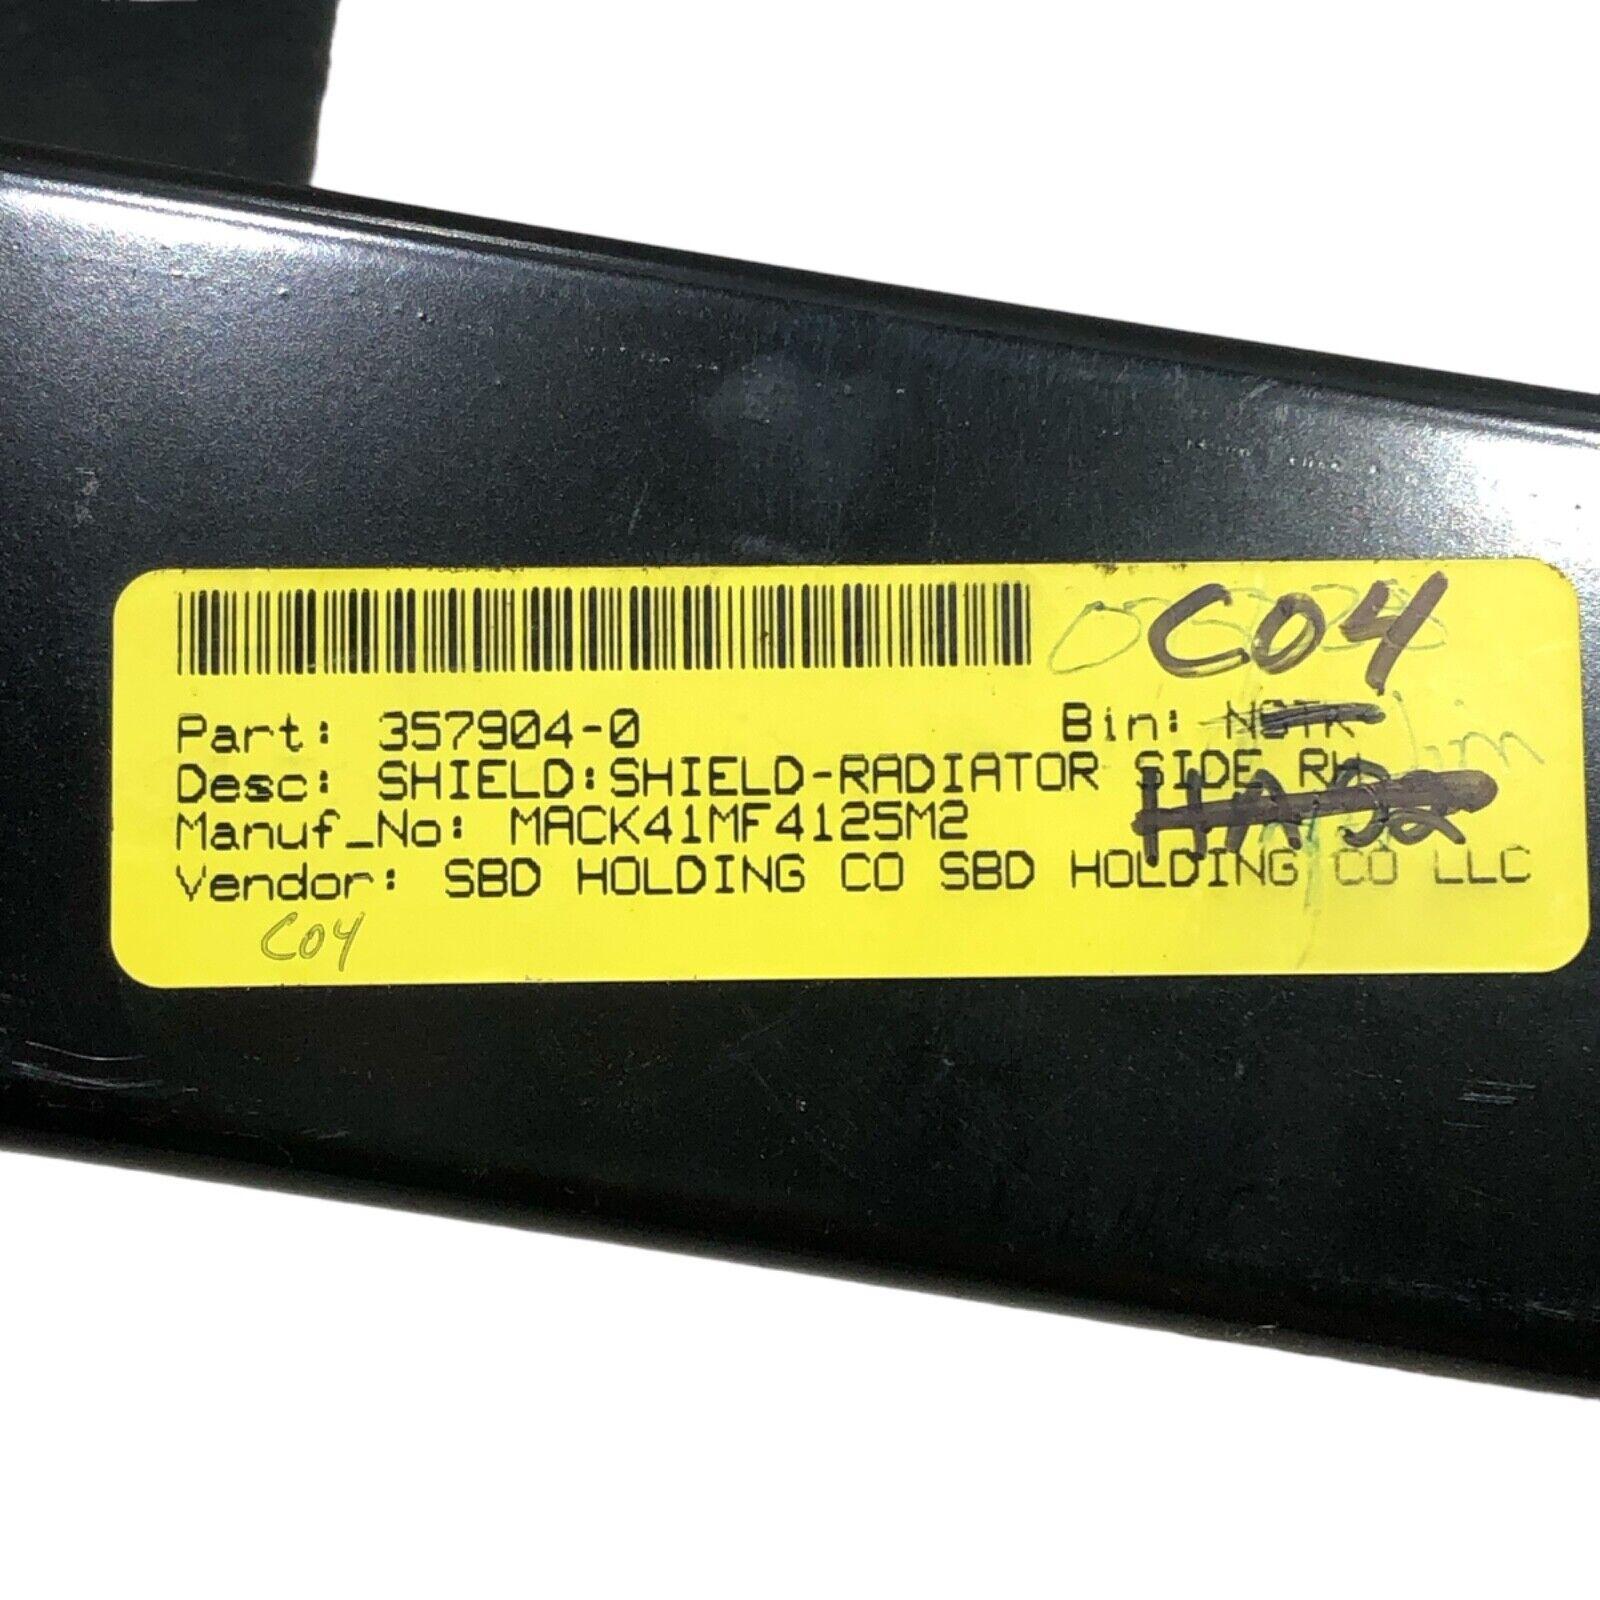 C04
Part: 357904-0 Bin: NSTK
Desc: SHIELD:SHIELD-RADIATOR SIDE RH
Manuf_No: MACK41MF4125M2
Vendor: SBD HOLDING CO SBD HOLDING CO LLC
C04